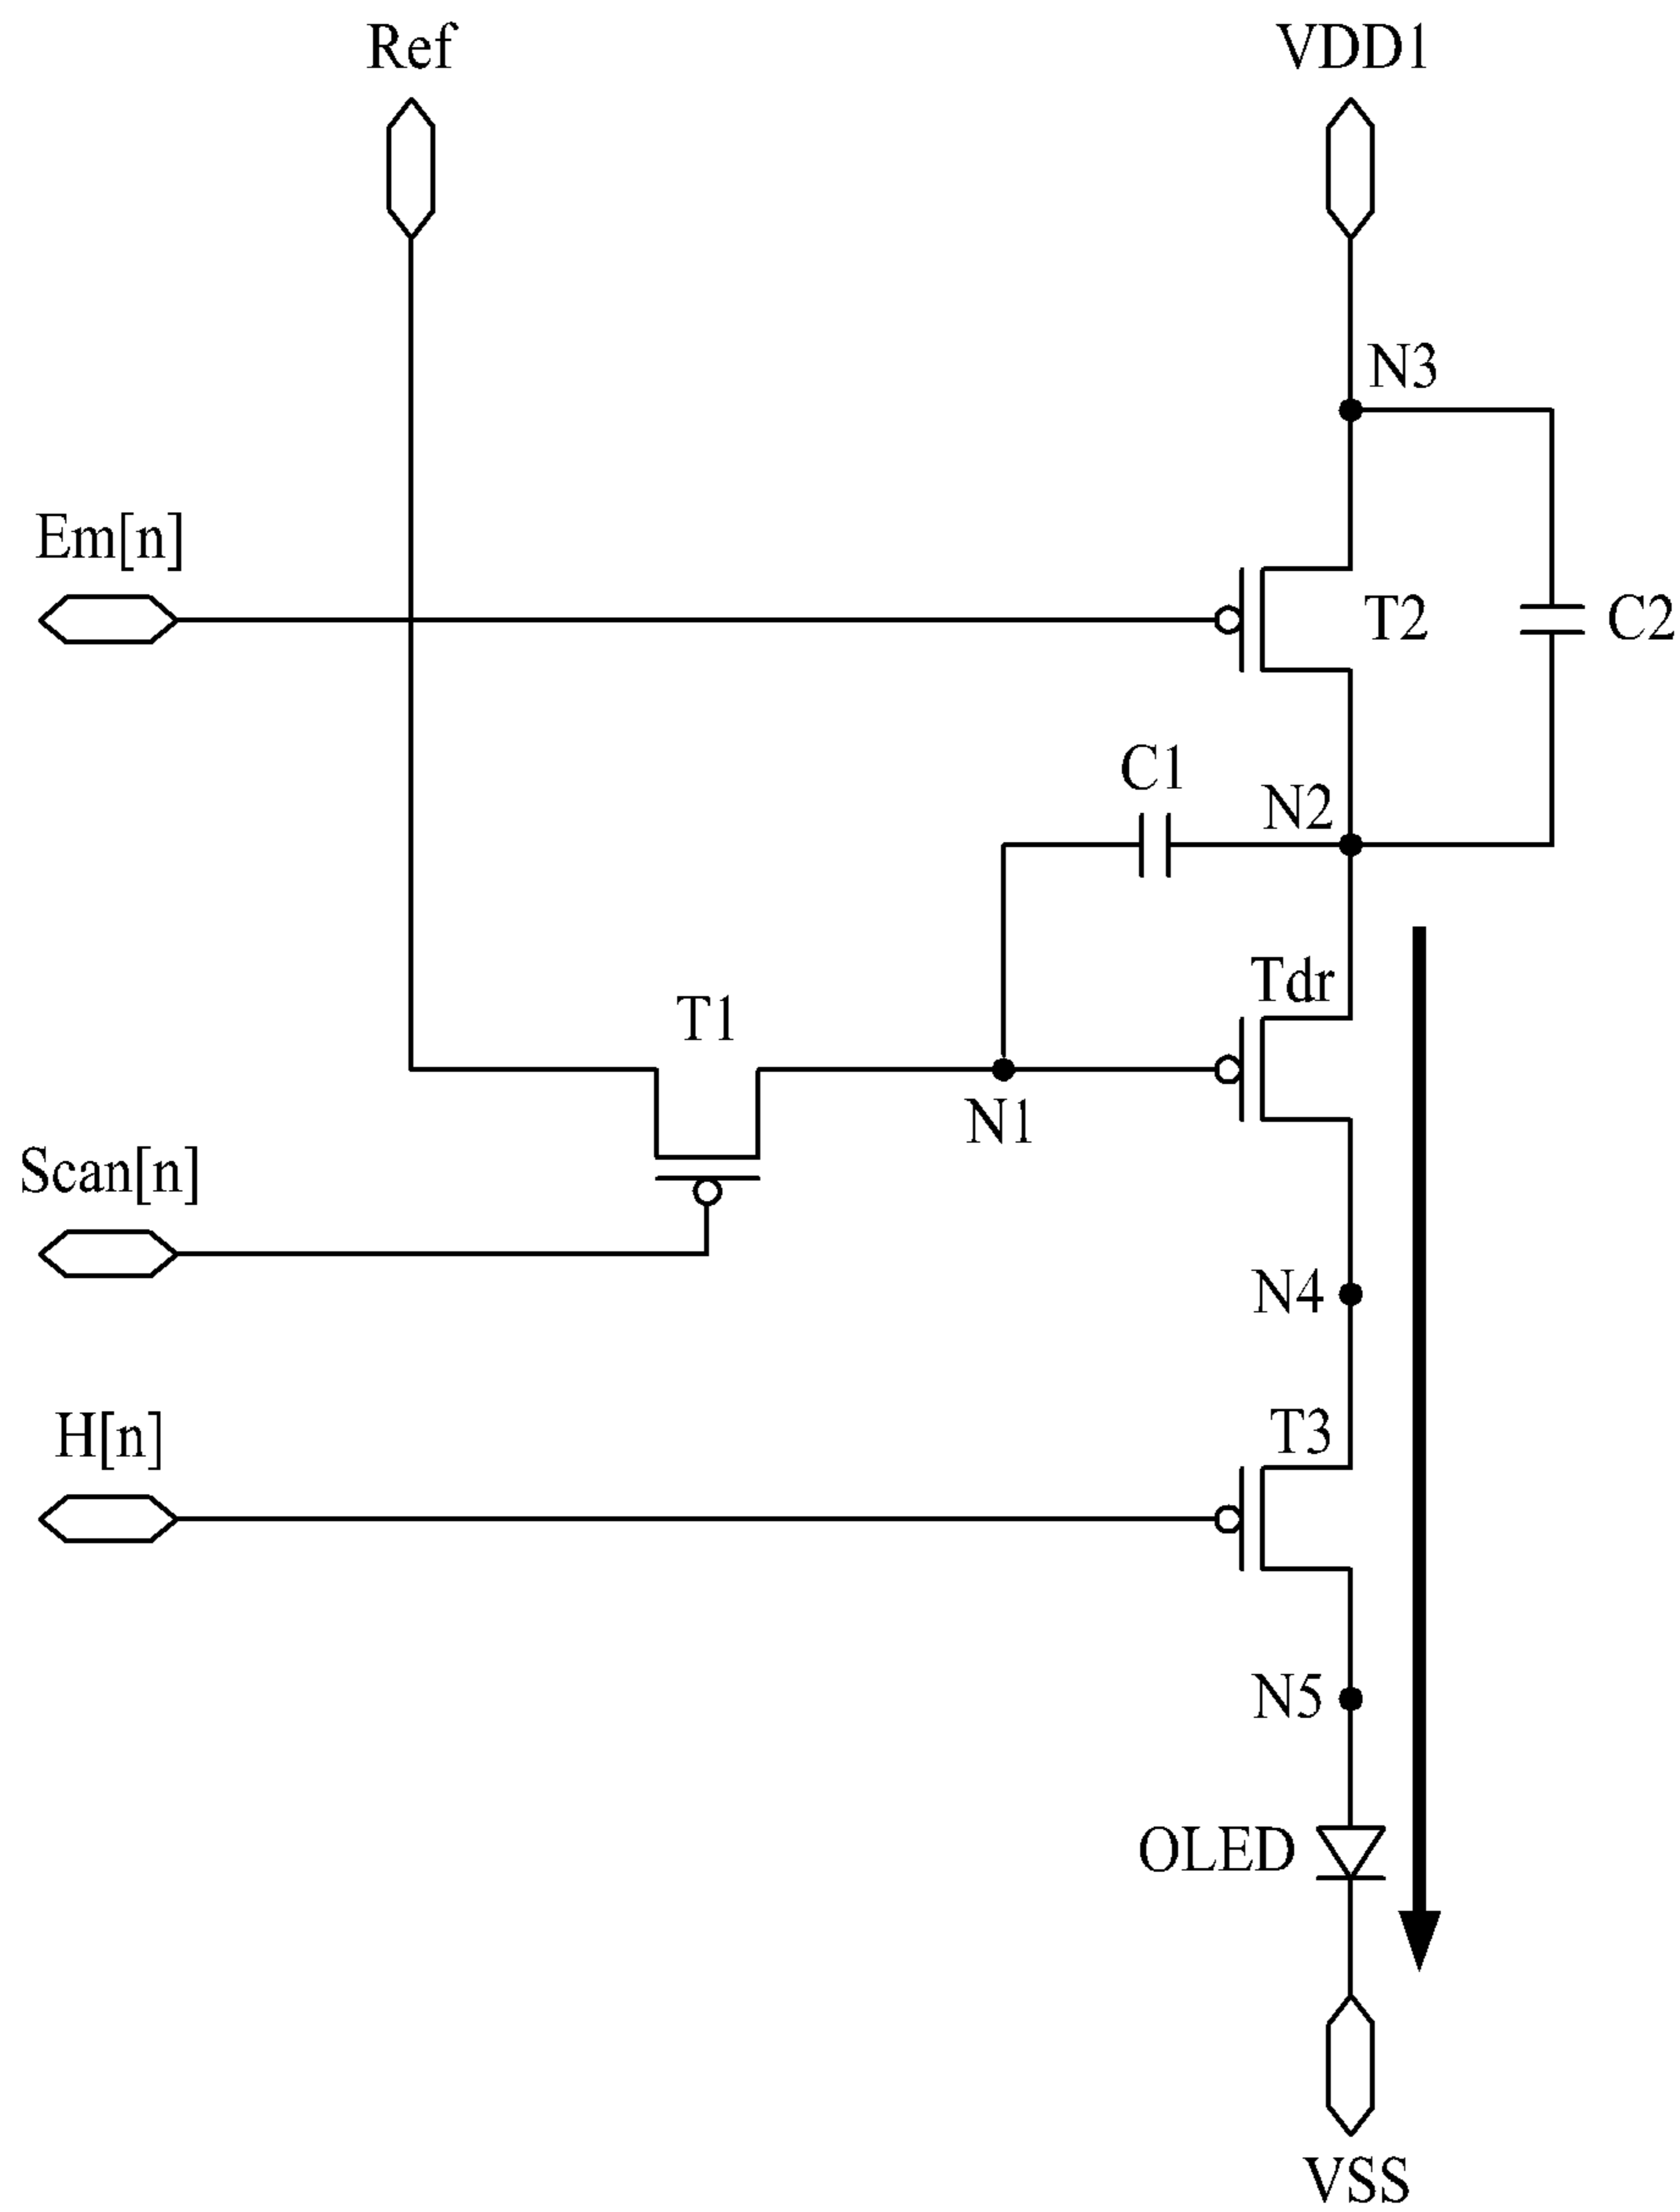 Ref
VDD1
N3
Em[n]
T2
C2
C1
N2
Tdr
T1
N1
Scan[n]
N4
H[n]
T3
N5
OLED
VSS